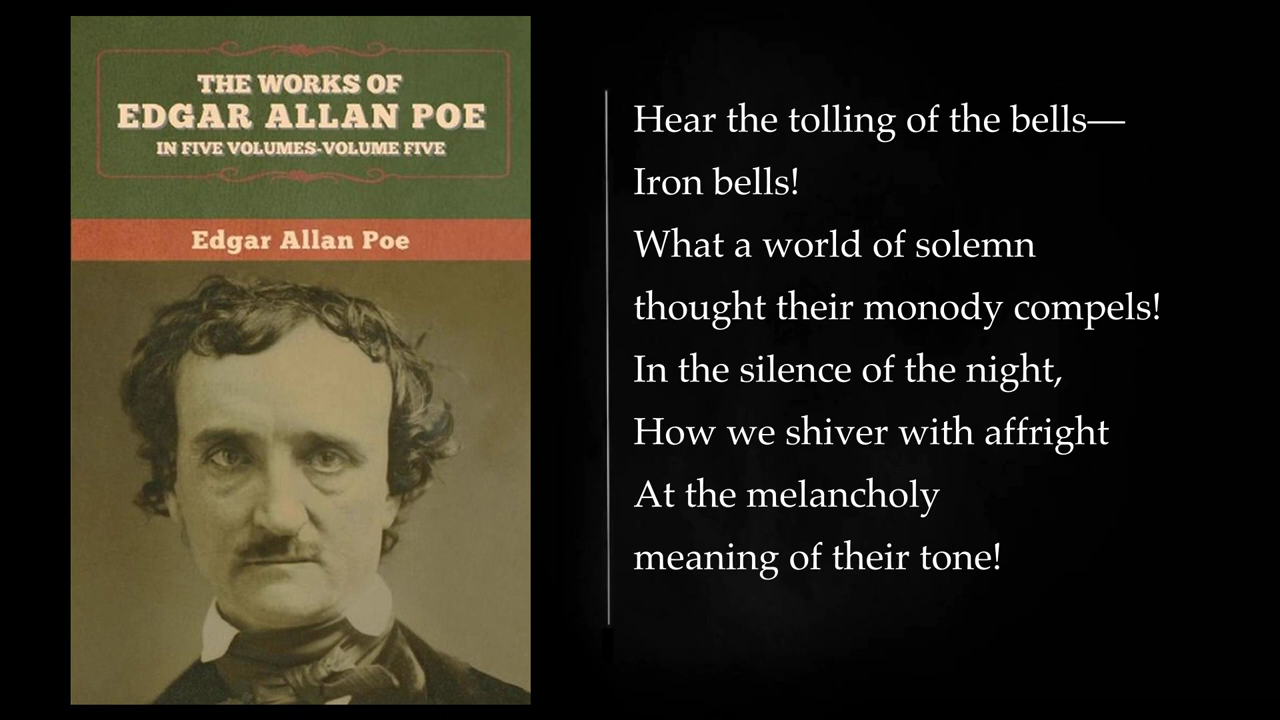 THE WORKS OF
EDGAR ALLAN POE
IN FIVE VOLUMES-VOLUME FIVE
Edgar Allan Poe
Hear the tolling of the bells—
Iron bells!
What a world of solemn
thought their monody compels!
In the silence of the night,
How we shiver with affright
At the melancholy
meaning of their tone!